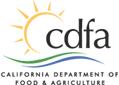 cdfa
CALIFORNIA DEPARTMENT OF
FOOD & AGRICULTURE